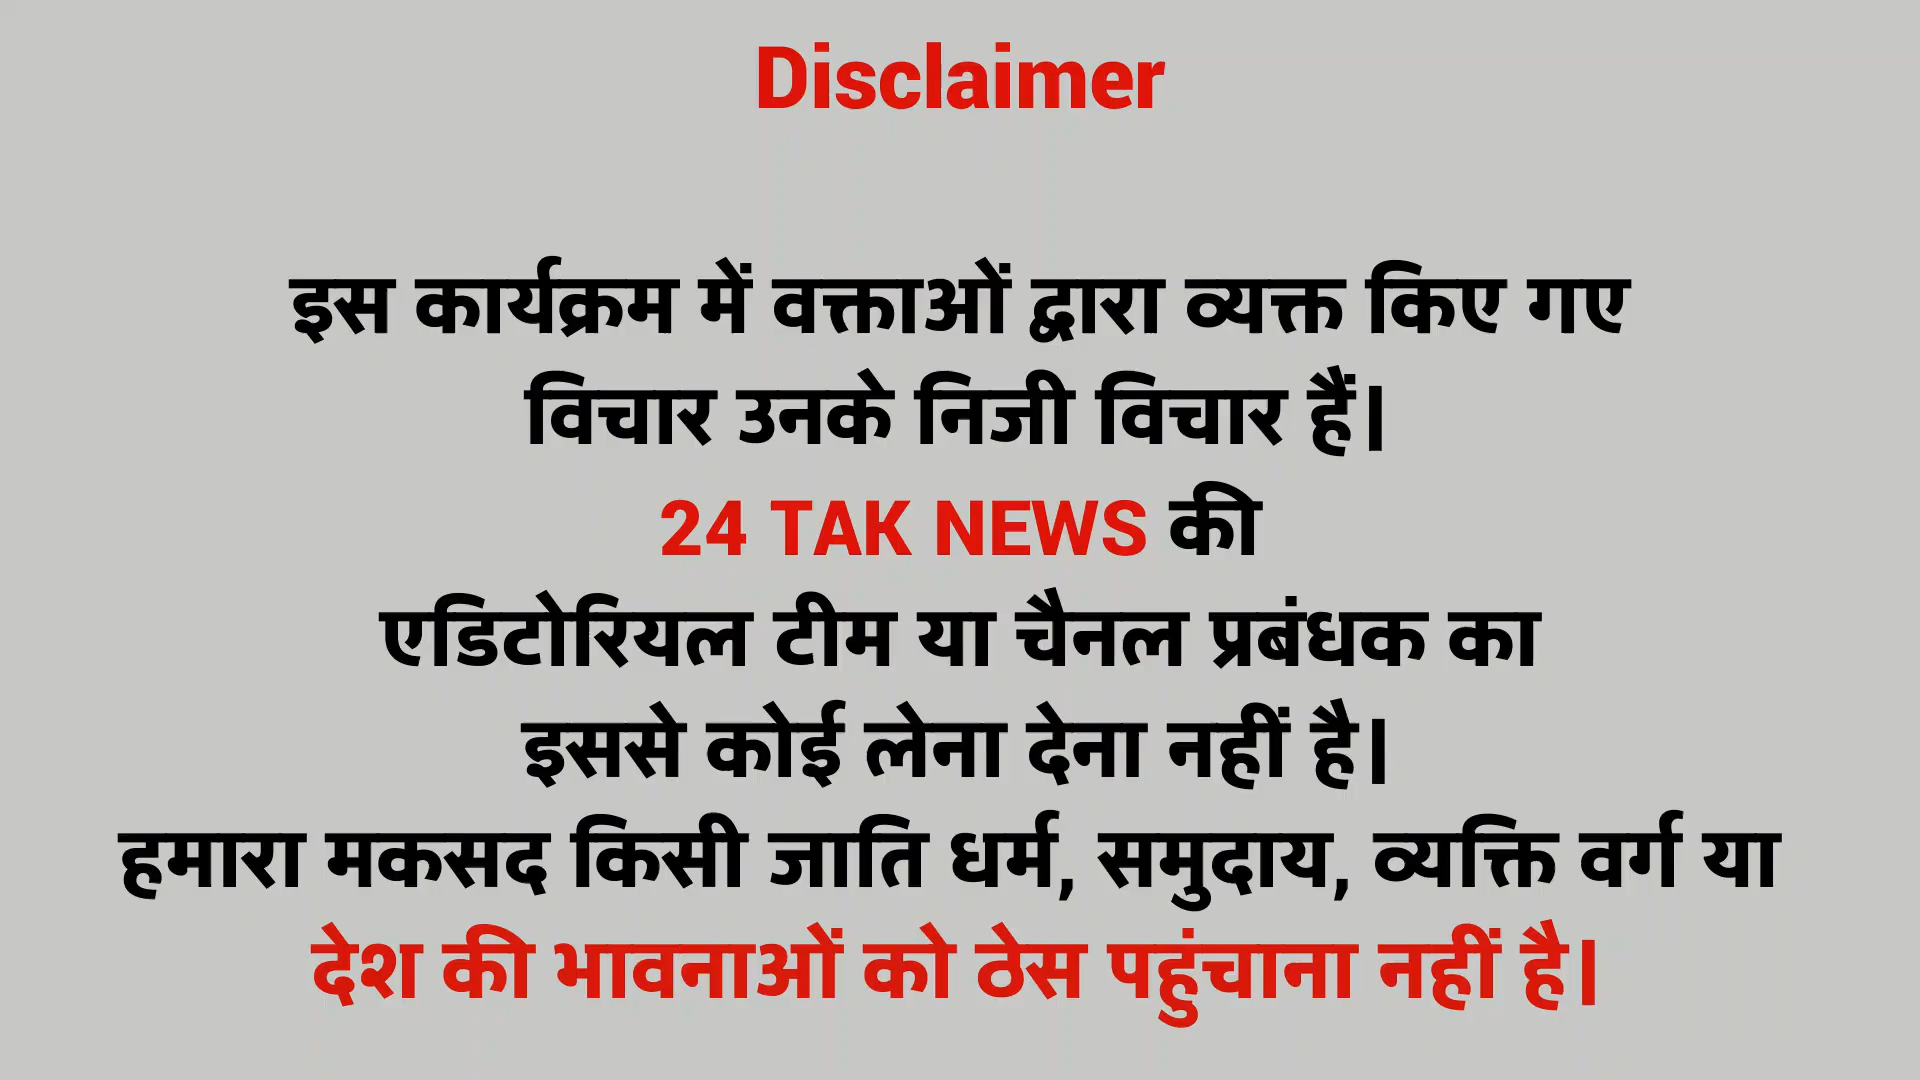 Disclaimer
इस कार्यक्रम में वक्ताओं द्वारा व्यक्त किए गए
विचार उनके निजी विचार हैं।
24 TAK NEWS की
एडिटोरियल टीम या चैनल प्रबंधक का
इससे कोई लेना देना नहीं है।
हमारा मकसद किसी जाति धर्म, समुदाय, व्यक्ति वर्ग या
देश की भावनाओं को ठेस पहुंचाना नहीं है।